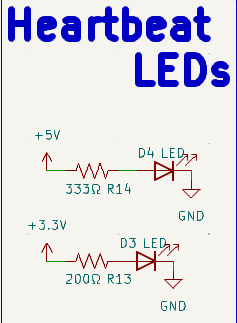 Heartbeat
LEDs
+5V
D4 LED
333Ω R14
GND
+3.3V
D3 LED
200Ω R13
GND